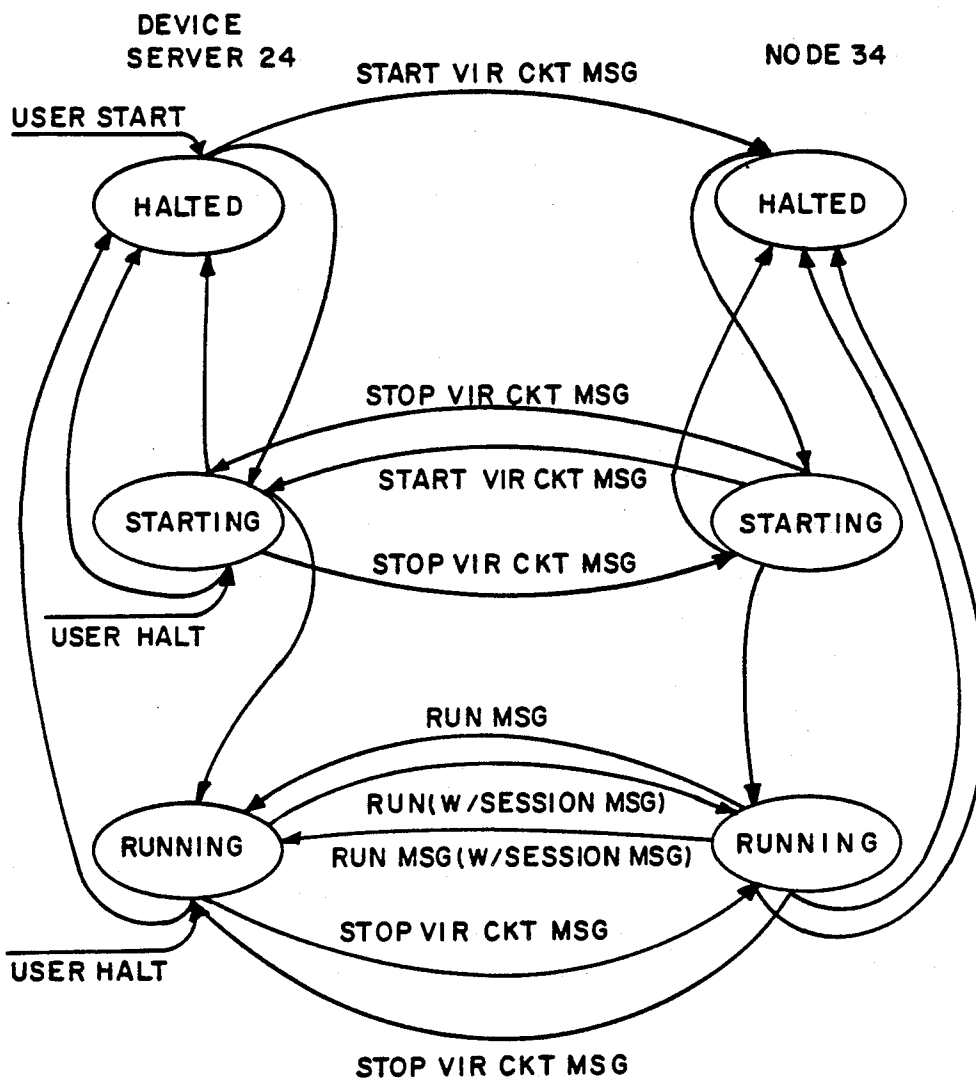 DEVICE
SERVER 24
NODE 34
START VIR CKT MSG
USER START
HALTED
HALTED
STOP VIR CKT MSG
START VIR CKT MSG
STARTING
STARTING
STOP VIR CKT MSG
USER HALT
RUN MSG
RUN(W/SESSION MSG)
RUNNING
RUNNING
RUN MSG(W/SESSION MSG)
STOP VIR CKT MSG
USER HALT
STOP VIR CKT MSG